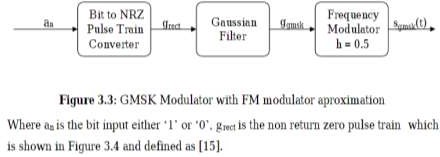 aₙ
Bit to NRZ
Pulse Train
Converter
g_rect
Gaussian
Filter
g_gmsk
Frequency
Modulator
h = 0.5
s_gmsk(t)
Figure 3.3: GMSK Modulator with FM modulator aproximation
Where aₙ is the bit input either ‘1’ or ‘0’. g_rect is the non return zero pulse train which
is shown in Figure 3.4 and defined as [15].